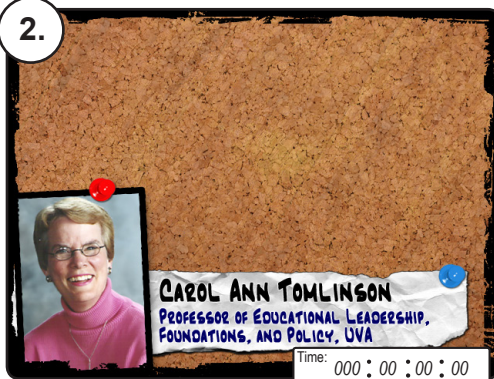 2.
CAROL ANN TOMLINSON
PROFESSOR OF EDUCATIONAL LEADERSHIP,
FOUNDATIONS, AND POLICY, UVA
Time: 000 : 00 : 00 : 00